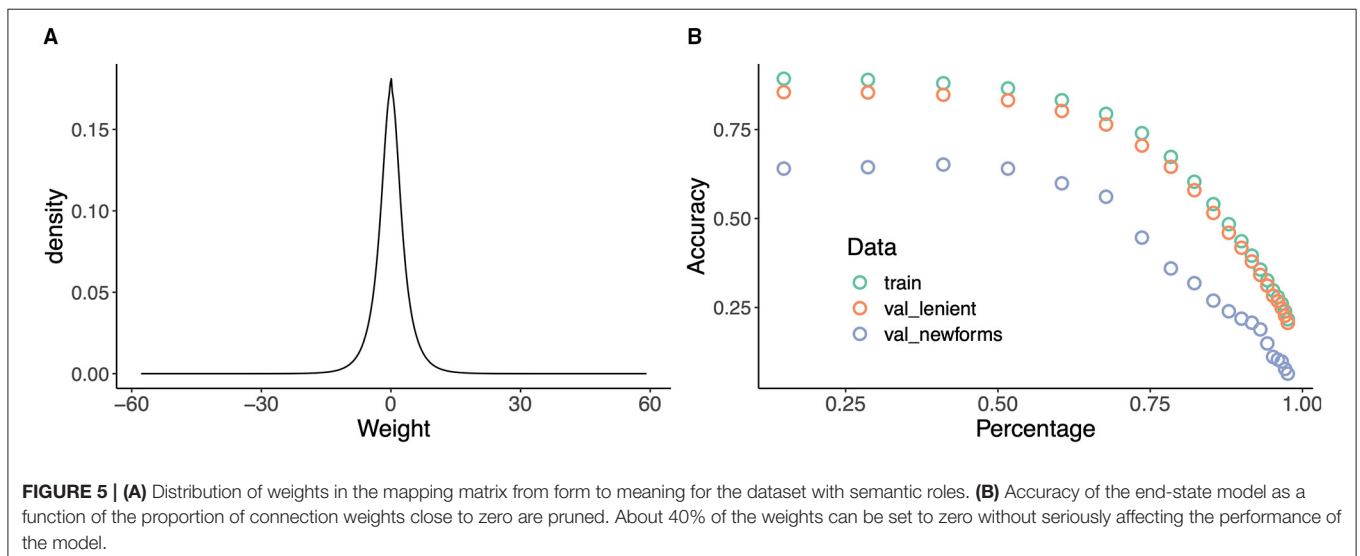 A
B
0.15
0.10
0.05
0.00
density
−60
−30
0
30
60
Weight
0.75
0.50
0.25
Accuracy
Data
train
val_lenient
val_newforms
0.25
0.50
0.75
1.00
Percentage
FIGURE 5 | (A) Distribution of weights in the mapping matrix from form to meaning for the dataset with semantic roles. (B) Accuracy of the end-state model as a
function of the proportion of connection weights close to zero are pruned. About 40% of the weights can be set to zero without seriously affecting the performance of
the model.